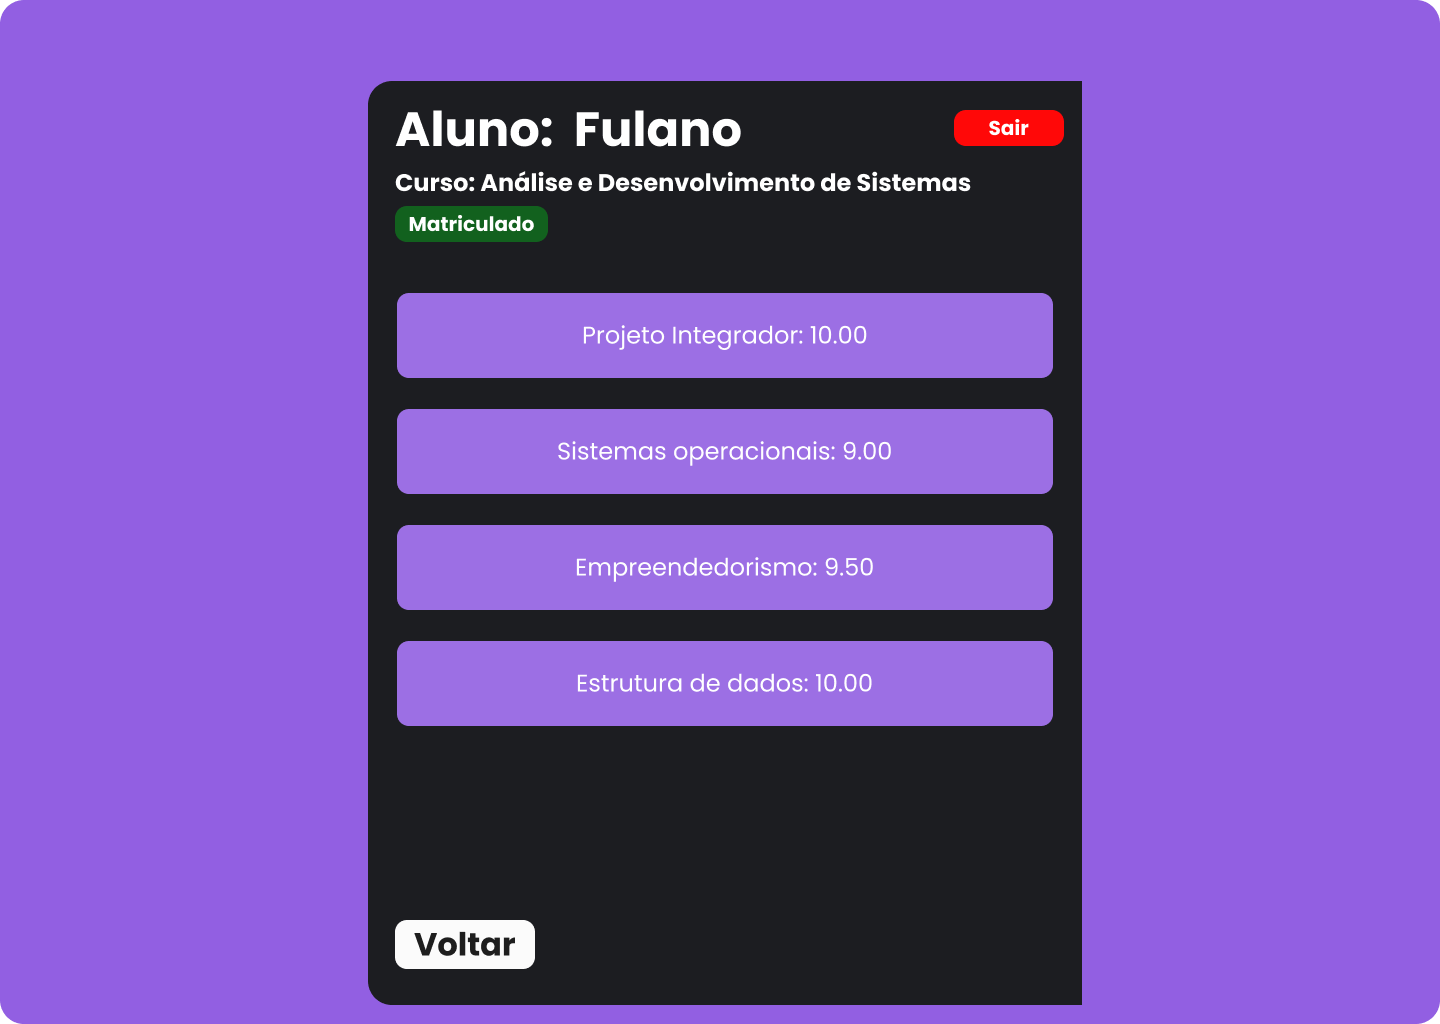 Aluno: Fulano
Sair
Curso: Análise e Desenvolvimento de Sistemas
Matriculado
Projeto Integrador: 10.00
Sistemas operacionais: 9.00
Empreendedorismo: 9.50
Estrutura de dados: 10.00
Voltar